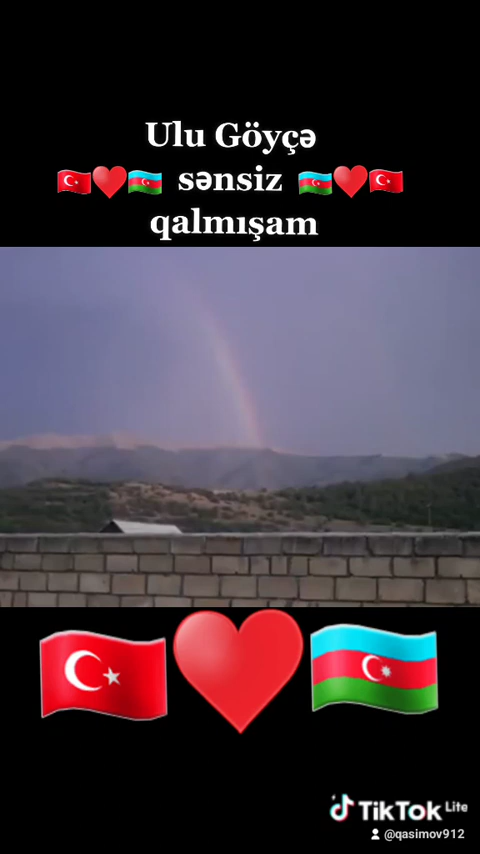 Ulu Göyçə
🇹🇷❤️🇦🇿 sənsiz 🇦🇿❤️🇹🇷
qalmışam
TikTok Lite
@qasimov912